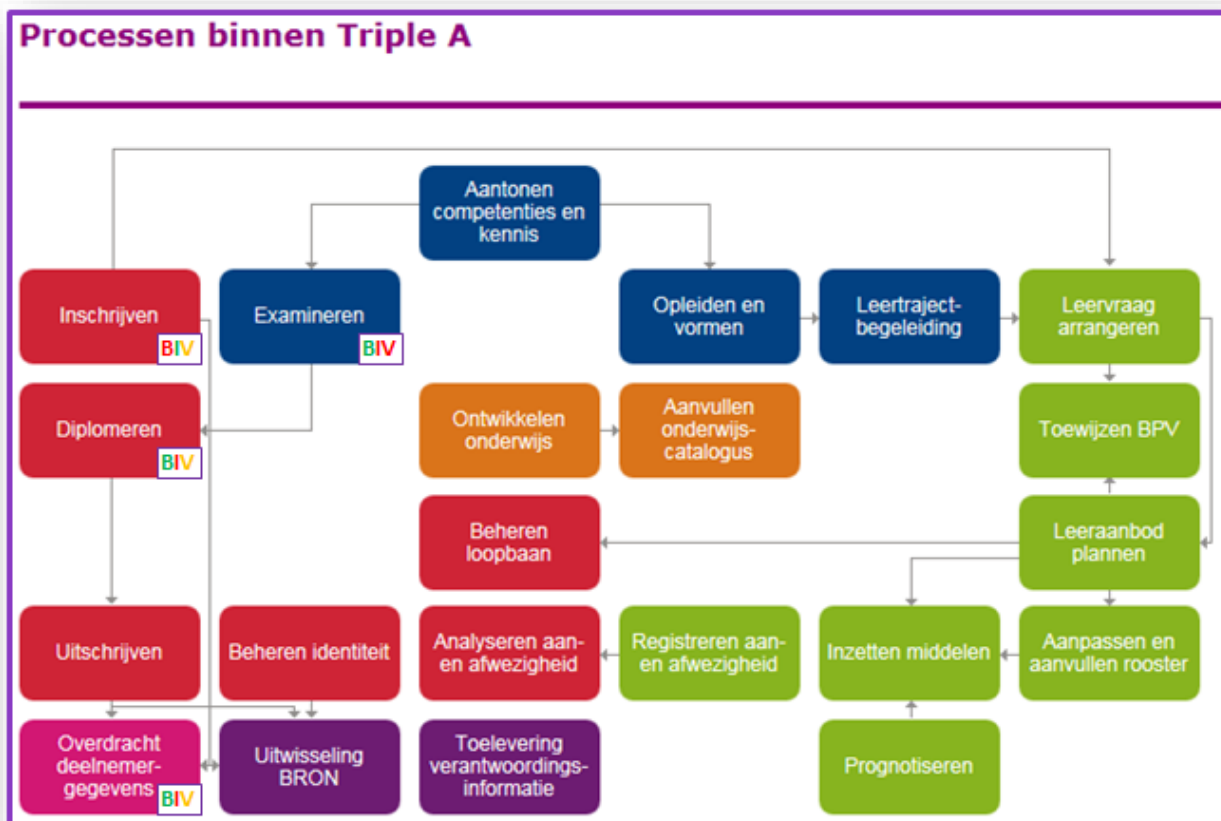 Processen binnen Triple A
Aantonen
competenties en
kennis
Inschrijven
BIV
Examineren
BIV
Opleiden en
vormen
Leertraject-
begeleiding
Leervraag
arrangeren
Diplomeren
BIV
Ontwikkelen
onderwijs
Aanvullen
onderwijs-
catalogus
Toewijzen BPV
Beheren
loopbaan
Leeraanbod
plannen
Uitschrijven
Beheren identiteit
Analyseren aan-
en afwezigheid
Registreren aan-
en afwezigheid
Inzetten middelen
Aanpassen en
aanvullen rooster
Overdracht
deelnemer-
gegevens
BIV
Uitwisseling
BRON
Toelevering
verantwoordings-
informatie
Prognotiseren